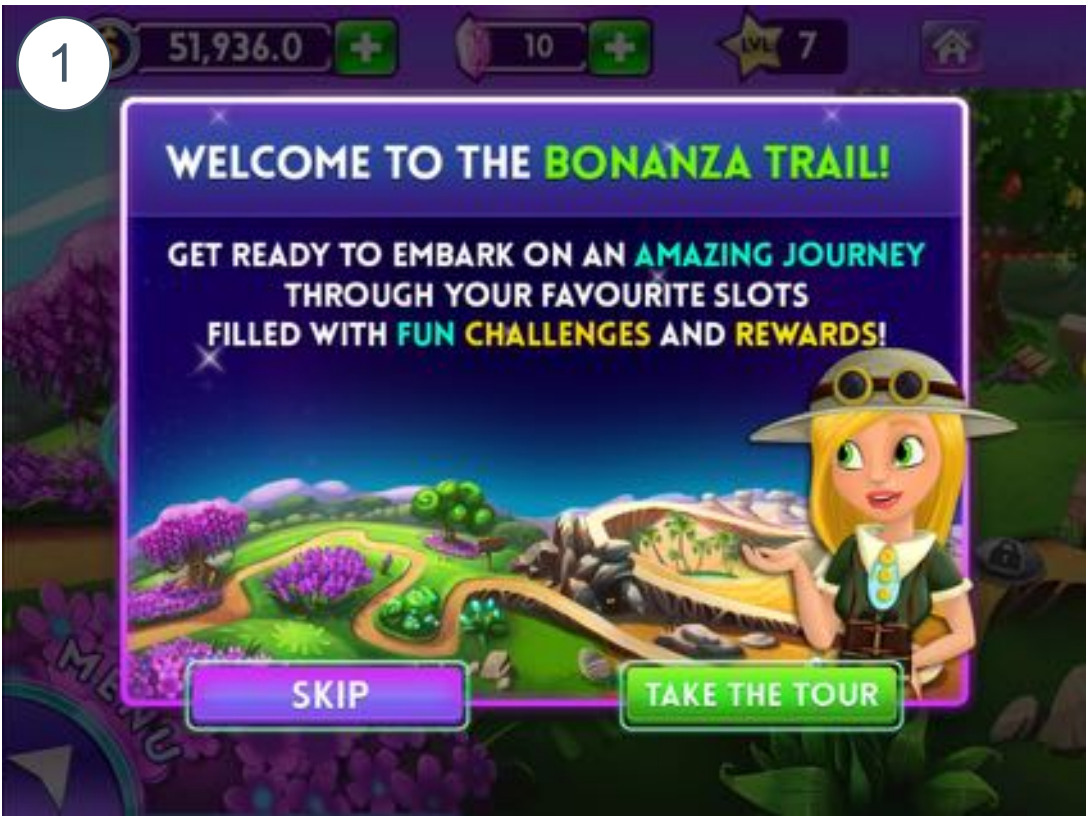 1
51,936.0 + 10 + LVL 7
WELCOME TO THE BONANZA TRAIL!
GET READY TO EMBARK ON AN AMAZING JOURNEY
THROUGH YOUR FAVOURITE SLOTS
FILLED WITH FUN CHALLENGES AND REWARDS!
MENU
SKIP
TAKE THE TOUR